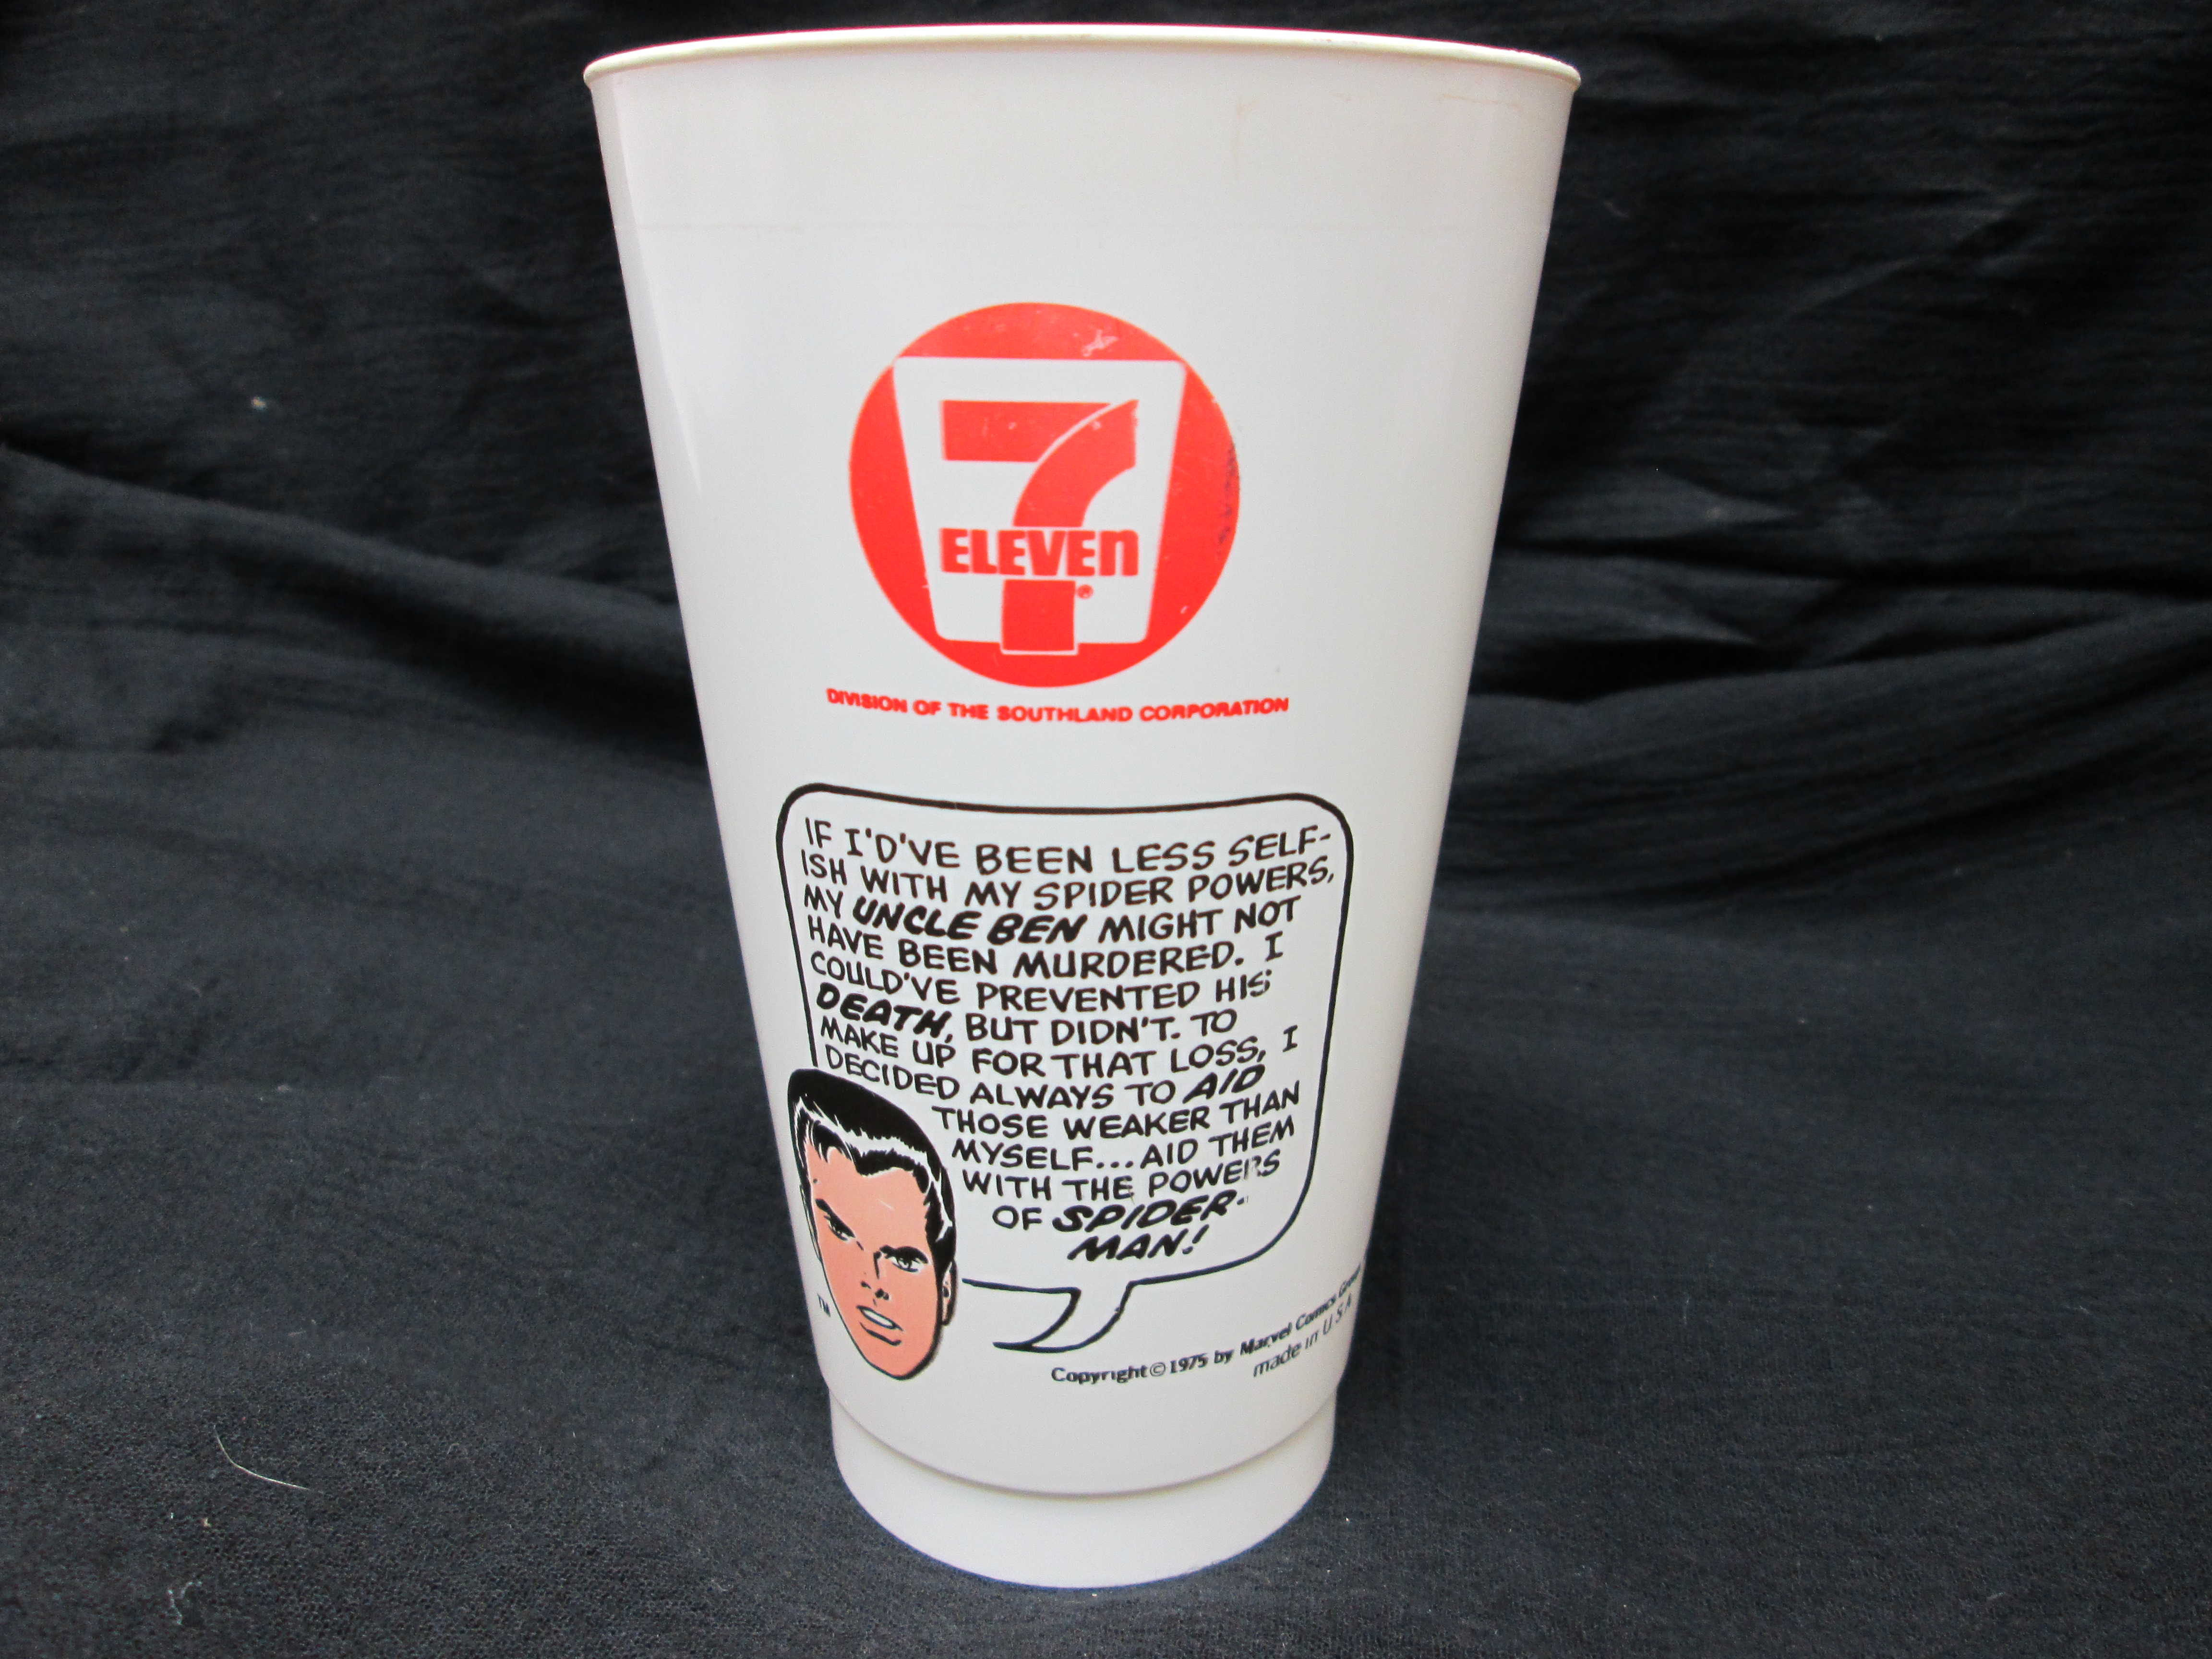 7
ELEVEn
®
DIVISION OF THE SOUTHLAND CORPORATION
IF I'D'VE BEEN LESS SELF-
ISH WITH MY SPIDER POWERS,
MY UNCLE BEN MIGHT NOT
HAVE BEEN MURDERED. I
COULD'VE PREVENTED HIS
DEATH, BUT DIDN'T. TO
MAKE UP FOR THAT LOSS, I
DECIDED ALWAYS TO AID
THOSE WEAKER THAN
MYSELF...AID THEM
WITH THE POWERS
OF SPIDER-
MAN!
TM
Copyright © 1975 by Marvel Comics Group
made in U.S.A.